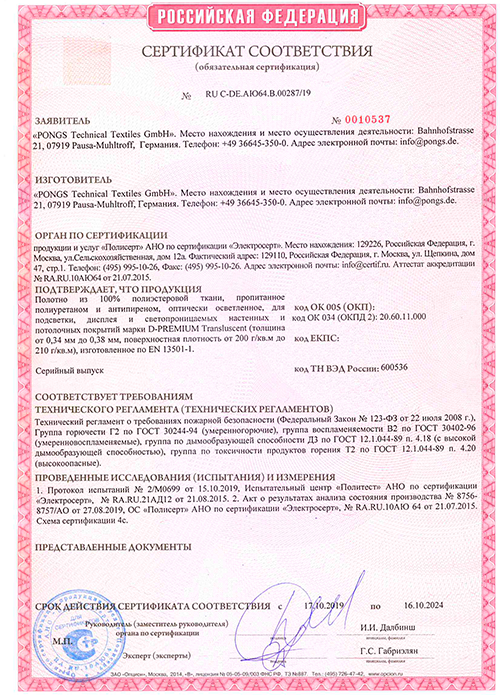 РОССИЙСКАЯ ФЕДЕРАЦИЯ
СЕРТИФИКАТ СООТВЕТСТВИЯ
(обязательная сертификация)
№ RU C-DE.АЮ64.В.00287/19
ЗАЯВИТЕЛЬ № 0010537
«PONGS Technical Textiles GmbH». Место нахождения и место осуществления деятельности: Bahnhofstrasse
21, 07919 Pausa-Muhltroff, Германия. Телефон: +49 36645-350-0. Адрес электронной почты: info@pongs.de.
ИЗГОТОВИТЕЛЬ
«PONGS Technical Textiles GmbH». Место нахождения и место осуществления деятельности: Bahnhofstrasse
21, 07919 Pausa-Muhltroff, Германия. Телефон: +49 36645-350-0. Адрес электронной почты: info@pongs.de.
ОРГАН ПО СЕРТИФИКАЦИИ
продукции и услуг «Полисерт» АНО по сертификации «Электросерт». Место нахождения: 129226, Российская Федерация, г.
Москва, ул.Сельскохозяйственная, дом 12а. Фактический адрес: 129110, Российская Федерация, г. Москва, ул. Щепкина, дом
47, стр.1. Телефон: (495) 995-10-26, Факс: (495) 995-10-26. Адрес электронной почты: info@certif.ru. Аттестат аккредитации
№ RA.RU.10АЮ64 от 21.07.2015.
ПОДТВЕРЖДАЕТ, ЧТО ПРОДУКЦИЯ
Полотно из 100% полиэстеровой ткани, пропитанное
полиуретаном и антипиреном, оптически осветленное, для
подсветки, дисплея и светопроницаемых настенных и
потолочных покрытий марки D-PREMIUM Transluscent (толщина
от 0,34 мм до 0,38 мм, поверхностная плотность от 200 г/кв.м до
210 г/кв.м), изготовленное по EN 13501-1.
Серийный выпуск
код ОК 005 (ОКП):
код ОК 034 (ОКПД 2): 20.60.11.000
код ЕКПС:
код ТН ВЭД России: 600536
СООТВЕТСТВУЕТ ТРЕБОВАНИЯМ
ТЕХНИЧЕСКОГО РЕГЛАМЕНТА (ТЕХНИЧЕСКИХ РЕГЛАМЕНТОВ)
Технический регламент о требованиях пожарной безопасности (Федеральный Закон № 123-ФЗ от 22 июля 2008 г.),
Группа горючести Г2 по ГОСТ 30244-94 (умеренногорючие), группа воспламеняемости В2 по ГОСТ 30402-96
(умеренновоспламеняемые), группа по дымообразующей способности Д3 по ГОСТ 12.1.044-89 п. 4.18 (с высокой
дымообразующей способностью), группа по токсичности продуктов горения Т2 по ГОСТ 12.1.044-89 п. 4.20
(высокоопасные).
ПРОВЕДЕННЫЕ ИССЛЕДОВАНИЯ (ИСПЫТАНИЯ) И ИЗМЕРЕНИЯ
1. Протокол испытаний № 2/М0699 от 15.10.2019, Испытательный центр «Политест» АНО по сертификации
«Электросерт», № RA.RU.21АД12 от 21.08.2015. 2. Акт о результатах анализа состояния производства № 8756-
8757/АО от 27.08.2019, ОС «Полисерт» АНО по сертификации «Электросерт», № RA.RU.10АЮ 64 от 21.07.2015.
Схема сертификации 4с.
ПРЕДСТАВЛЕННЫЕ ДОКУМЕНТЫ
СРОК ДЕЙСТВИЯ СЕРТИФИКАТА СООТВЕТСТВИЯ с 17.10.2019 по 16.10.2024
Руководитель (заместитель руководителя)
органа по сертификации
И.И. Далбинш
подпись инициалы, фамилия
М.П.
Эксперт (эксперты)
Г.С. Габриэлян
подпись инициалы, фамилия
ДЛЯ
ЗАО «Опцион», Москва, 2014, «В», лицензия № 05-05-09/003 ФНС РФ, ТЗ №887. Тел. (495) 726-47-42, www.opcion.ru